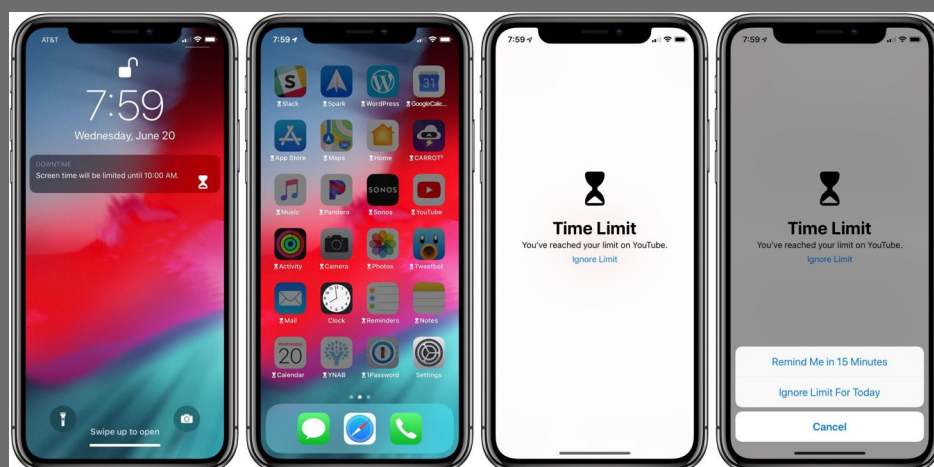 AT&T
7:59
Wednesday, June 20
DOWNTIME
Screen time will be limited until 10:00 AM.
Swipe up to open
7:59
S
31
Slack
Spark
WordPress
GoogleCale...
App Store
Maps
Home
CARROT⁵
SONOS
Music
Pandora
Sonos
YouTube
Activity
Camera
Photos
Tweetbot
Mail
Clock
Reminders
Notes
Wednesday
20
Calendar
YNAB
1Password
Settings
7:59
Time Limit
You've reached your limit on YouTube.
Ignore Limit
7:59
Time Limit
You've reached your limit on YouTube.
Ignore Limit
Remind Me in 15 Minutes
Ignore Limit For Today
Cancel